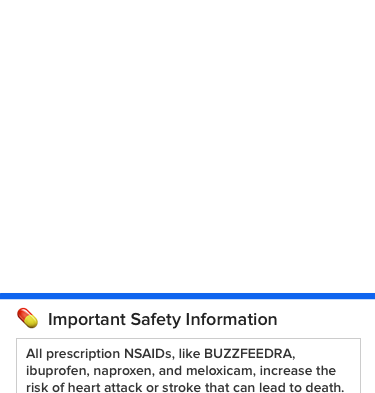 Important Safety Information
All prescription NSAIDs, like BUZZFEEDRA,
ibuprofen, naproxen, and meloxicam, increase the
risk of heart attack or stroke that can lead to death.